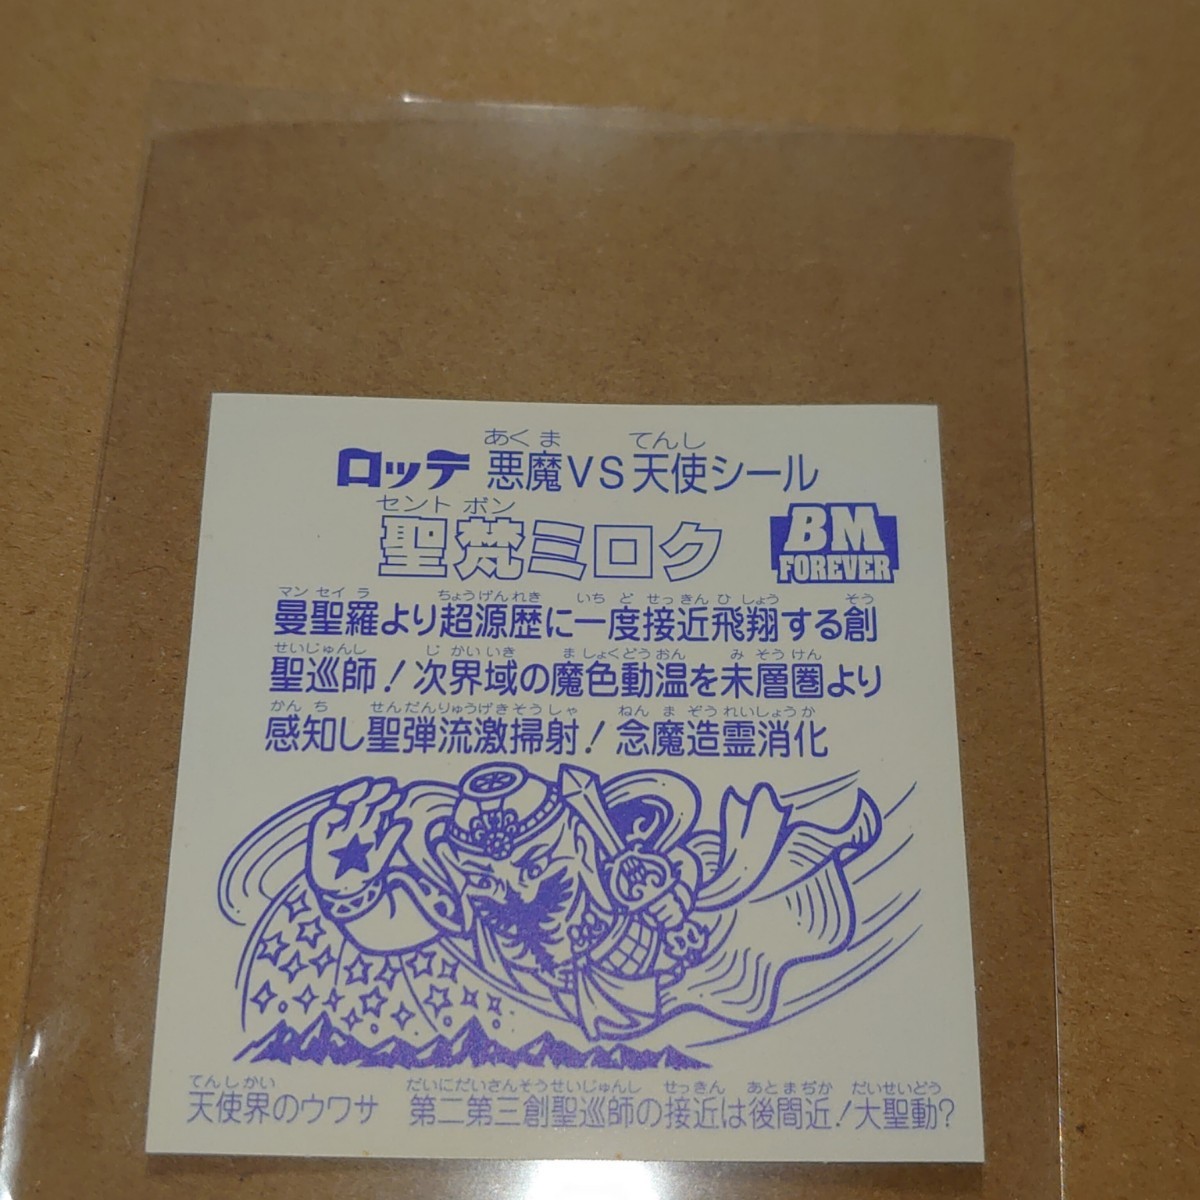 あくま てんし
ロッテ 悪魔VS天使シール
セント ボン
聖梵ミロク BM FOREVER
マン セイ ラ ちょうげんれき いち ど せっきん ひしょう そう
曼聖羅より超源歴に一度接近飛翔する創
せいじゅんし じ かいいき ま しょくどうおん み そうけん
聖巡師!次界域の魔色動温を未層圏より
かん ち せんだんりゅうげきそうしゃ ねん ま ぞうれいしょうか
感知し聖弾流激掃射!念魔造霊消化
てんしかい だいにだいさんそうせいじゅんし せっきん あとまぢか だいせいどう
天使界のウワサ 第二第三創聖巡師の接近は後間近!大聖動?